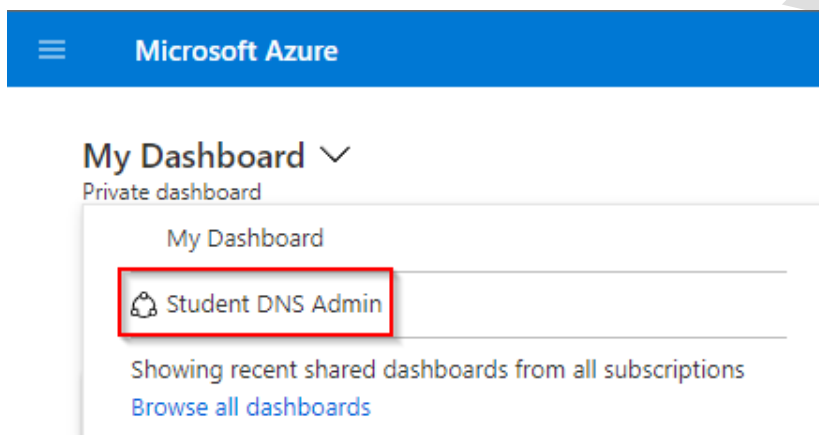 Microsoft Azure
My Dashboard
Private dashboard
My Dashboard
Student DNS Admin
Showing recent shared dashboards from all subscriptions
Browse all dashboards